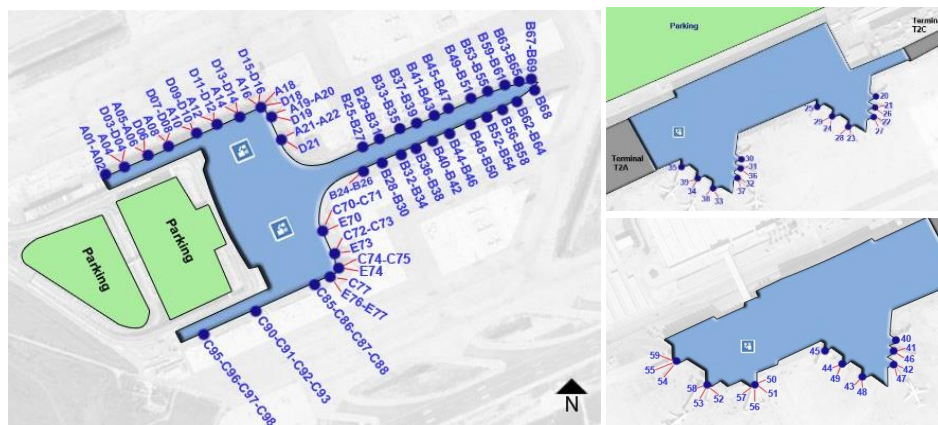 A01-A02
D03-D04
A04
A05-A06
D06
D07-D08
A08
D09-D10
A10
D11-D12
A14
D13-D14
A16
D15-D16
A18
D18
D19
A19-A20
A21-A22
D21
B25-B27
B29-B31
B33-B35
B37-B39
B41-B43
B45-B47
B49-B51
B53-B55
B59-B61
B63-B65
B67-B69
B68
B62-B64
B56-B58
B52-B54
B48-B50
B44-B46
B40-B42
B36-B38
B32-B34
B28-B30
B24-B26
C70-C71
E70
C72-C73
E73
C74-C75
E74
C77
E76-E77
C85-C86-C87-C88
C90-C91-C92-C93
C95-C96-C97-C98
Parking
Parking
N
Parking
Terminal
T2C
Terminal
T2A
20
21
26
22
27
25
29
24
28
23
30
31
36
32
37
35
39
34
38
33
40
41
46
42
47
45
49
44
48
43
59
55
54
58
53
52
50
51
57
56